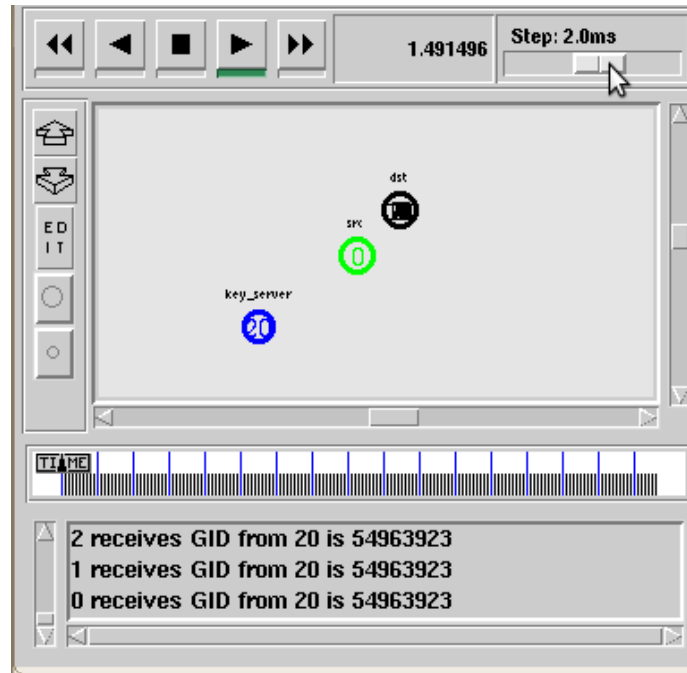 1.491496
Step: 2.0ms
ED
IT
dst
src
0
key_server
20
TIME
2 receives GID from 20 is 54963923
1 receives GID from 20 is 54963923
0 receives GID from 20 is 54963923